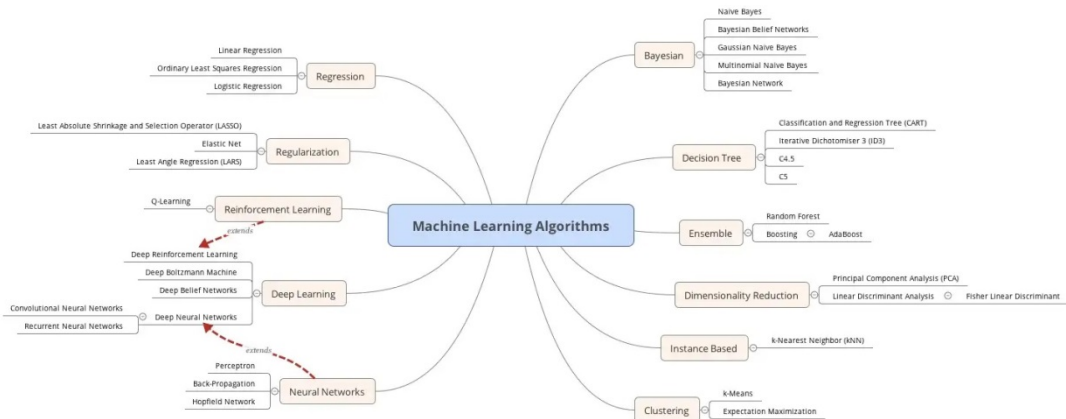 Machine Learning Algorithms
Regression
Linear Regression
Ordinary Least Squares Regression
Logistic Regression
Regularization
Least Absolute Shrinkage and Selection Operator (LASSO)
Elastic Net
Least Angle Regression (LARS)
Reinforcement Learning
Q-Learning
extends
Deep Learning
Deep Reinforcement Learning
Deep Boltzmann Machine
Deep Belief Networks
Deep Neural Networks
Convolutional Neural Networks
Recurrent Neural Networks
extends
Neural Networks
Perceptron
Back-Propagation
Hopfield Network
Bayesian
Naive Bayes
Bayesian Belief Networks
Gaussian Naive Bayes
Multinomial Naive Bayes
Bayesian Network
Decision Tree
Classification and Regression Tree (CART)
Iterative Dichotomiser 3 (ID3)
C4.5
C5
Ensemble
Random Forest
Boosting
AdaBoost
Dimensionality Reduction
Principal Component Analysis (PCA)
Linear Discriminant Analysis
Fisher Linear Discriminant
Instance Based
k-Nearest Neighbor (kNN)
Clustering
k-Means
Expectation Maximization